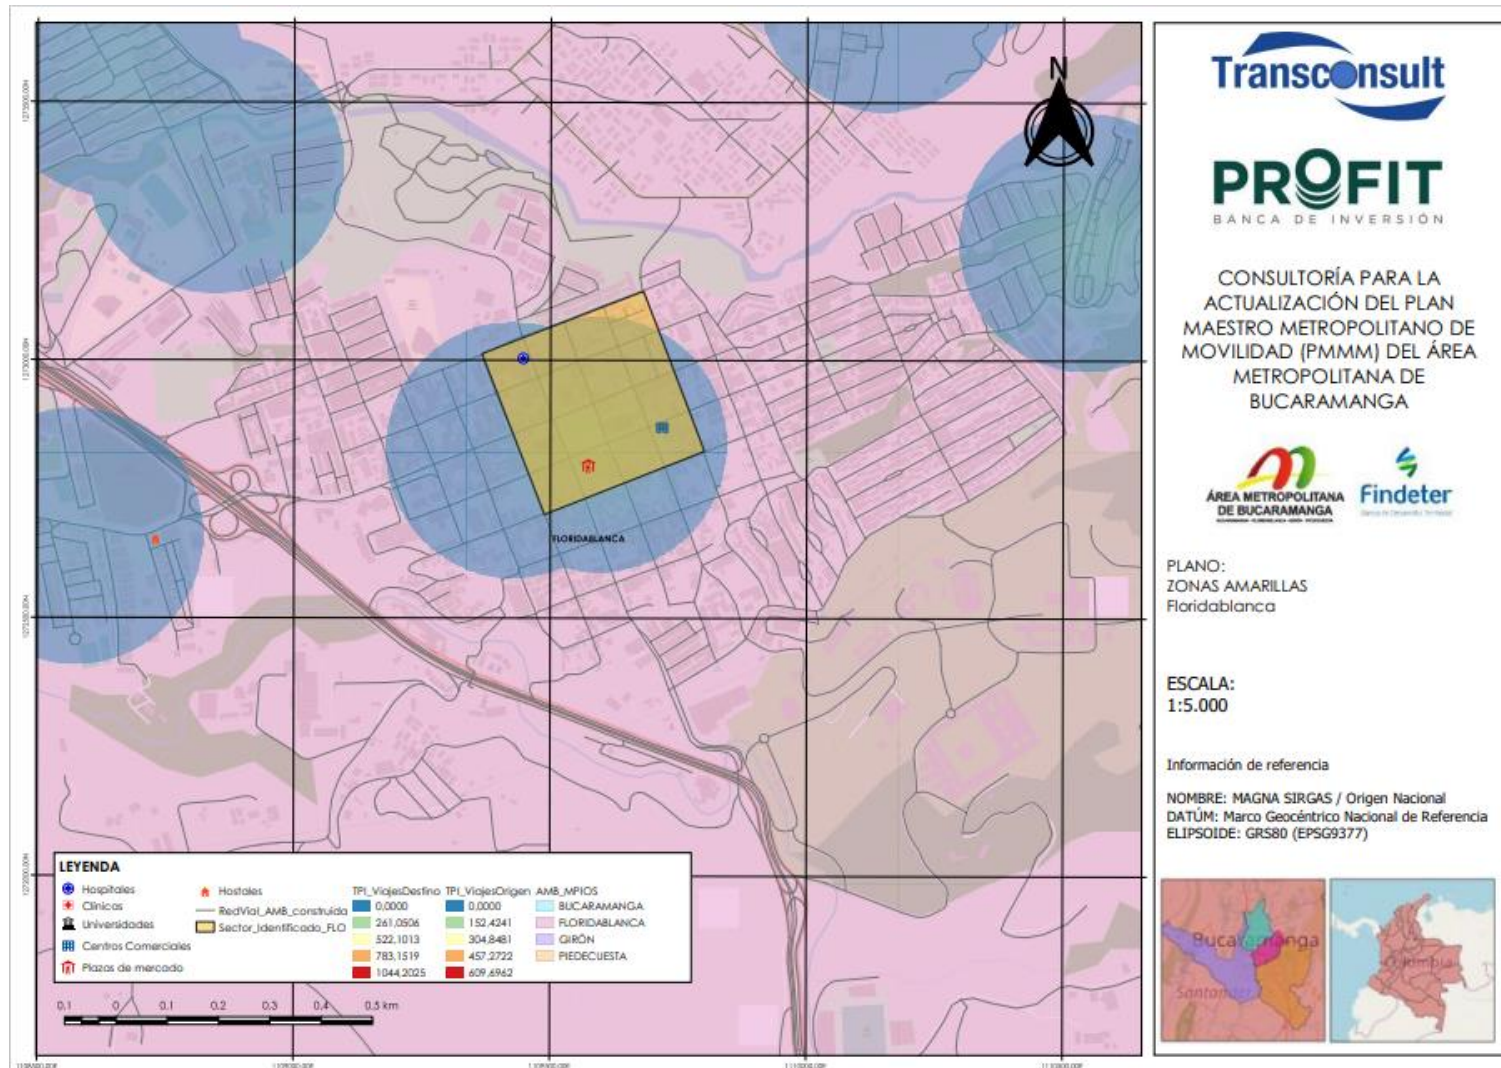 N
FLORIDABLANCA
LEYENDA
Hospitales
Clínicas
Universidades
Centros Comerciales
Plazas de mercado
Hostales
RedVial_AMB_construida
Sector_Identificado_FLO
TPI_ViajesDestino
0,0000
261,0506
522,1013
783,1519
1044,2025
TPI_ViajesOrigen
0,0000
152,4241
304,8481
457,2722
609,6962
AMB_MPIOS
BUCARAMANGA
FLORIDABLANCA
GIRÓN
PIEDECUESTA
0,1 0 0,1 0,2 0,3 0,4 0,5 km
Transconsult
PROFIT
BANCA DE INVERSIÓN
CONSULTORÍA PARA LA
ACTUALIZACIÓN DEL PLAN
MAESTRO METROPOLITANO DE
MOVILIDAD (PMMM) DEL ÁREA
METROPOLITANA DE
BUCARAMANGA
ÁREA METROPOLITANA
DE BUCARAMANGA
Findeter
PLANO:
ZONAS AMARILLAS
Floridablanca
ESCALA:
1:5.000
Información de referencia
NOMBRE: MAGNA SIRGAS / Origen Nacional
DATÚM: Marco Geocéntrico Nacional de Referencia
ELIPSOIDE: GRS80 (EPSG9377)
Bucaramanga
Santander
Colombia